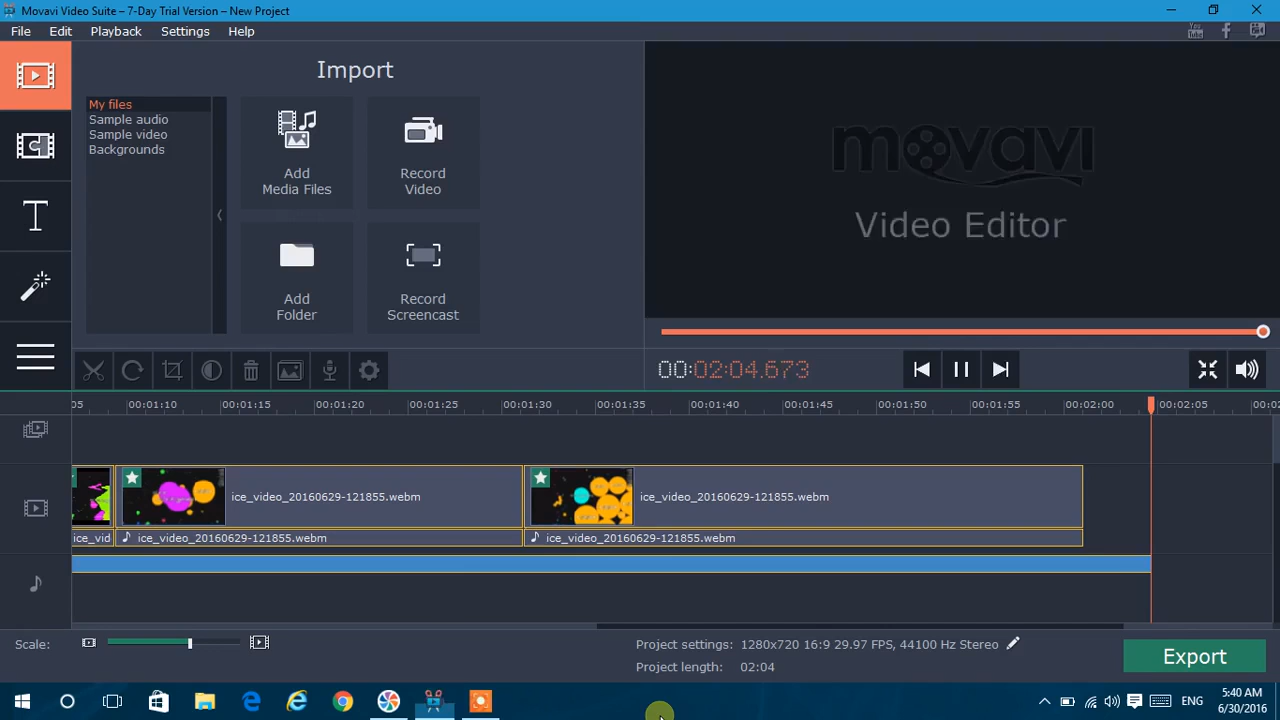 Movavi Video Suite – 7-Day Trial Version – New Project
File Edit Playback Settings Help
Import
My files
Sample audio
Sample video
Backgrounds
Add
Media Files
Record
Video
Add
Folder
Record
Screencast
movavi
Video Editor
00:02:04.673
05 00:01:10 00:01:15 00:01:20 00:01:25 00:01:30 00:01:35 00:01:40 00:01:45 00:01:50 00:01:55 00:02:00 00:02:05 00:0
ice_video_20160629-121855.webm
ice_video_20160629-121855.webm
ice_vid
ice_video_20160629-121855.webm
ice_video_20160629-121855.webm
Scale:
Project settings: 1280x720 16:9 29.97 FPS, 44100 Hz Stereo
Project length: 02:04
Export
ENG
5:40 AM
6/30/2016